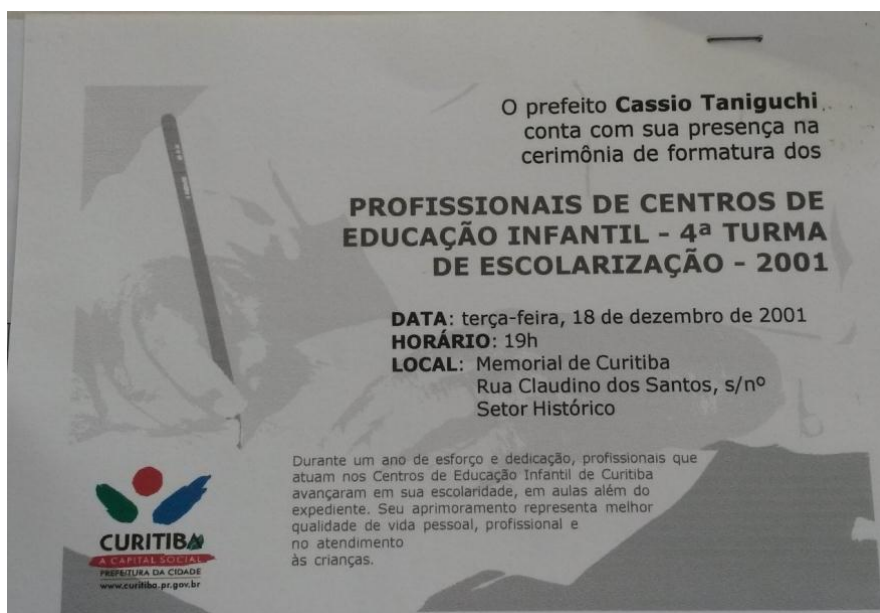 O prefeito Cassio Taniguchi
conta com sua presença na
cerimônia de formatura dos
PROFISSIONAIS DE CENTROS DE
EDUCAÇÃO INFANTIL - 4ª TURMA
DE ESCOLARIZAÇÃO - 2001
DATA: terça-feira, 18 de dezembro de 2001
HORÁRIO: 19h
LOCAL: Memorial de Curitiba
Rua Claudino dos Santos, s/nº
Setor Histórico
Durante um ano de esforço e dedicação, profissionais que
atuam nos Centros de Educação Infantil de Curitiba
avançaram em sua escolaridade, em aulas além do
expediente. Seu aprimoramento representa melhor
qualidade de vida pessoal, profissional e
no atendimento
às crianças.
CURITIBA
A CAPITAL SOCIAL
PREFEITURA DA CIDADE
www.curitiba.pr.gov.br